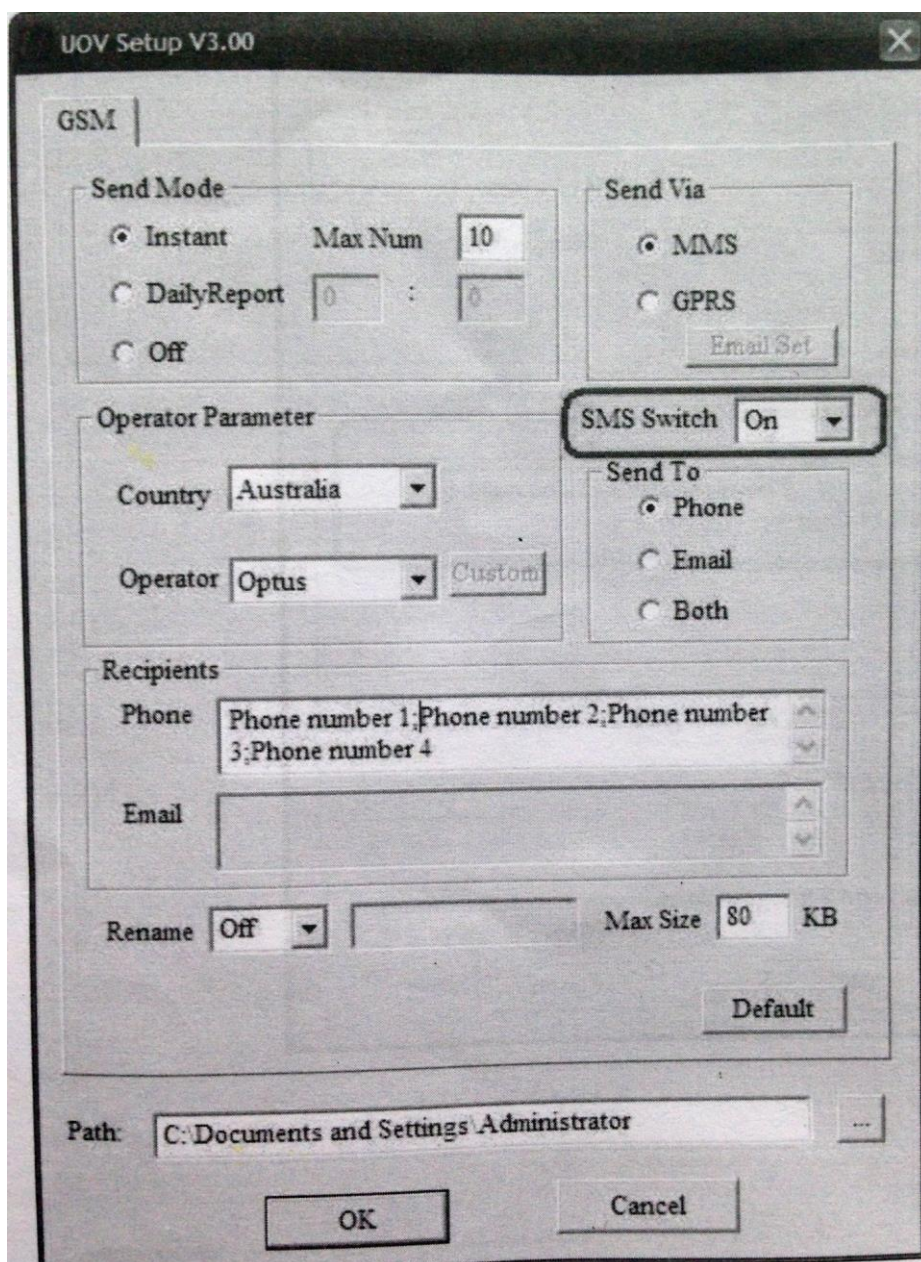 UOV Setup V3.00
GSM
Send Mode
Instant Max Num 10
DailyReport 0 : 0
Off
Send Via
MMS
GPRS
Email Set
Operator Parameter
Country Australia
Operator Optus Custom
SMS Switch On
Send To
Phone
Email
Both
Recipients
Phone Phone number 1;Phone number 2;Phone number
3;Phone number 4
Email
Rename Off Max Size 80 KB
Default
Path: C:\Documents and Settings\Administrator ...
OK Cancel